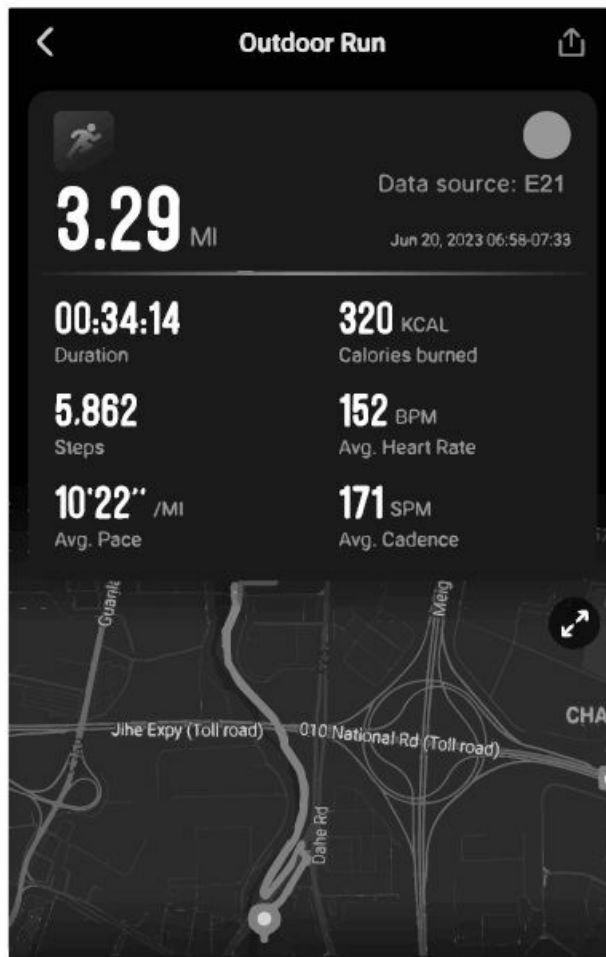 Outdoor Run
Data source: E21
3.29 MI
Jun 20, 2023 06:58-07:33
00:34:14
Duration
320 KCAL
Calories burned
5.862
Steps
152 BPM
Avg. Heart Rate
10'22'' /MI
Avg. Pace
171 SPM
Avg. Cadence
Guanla
Meig
CHA
Jihe Expy (Toll road)
010 National Rd (Toll road)
Dahe Rd